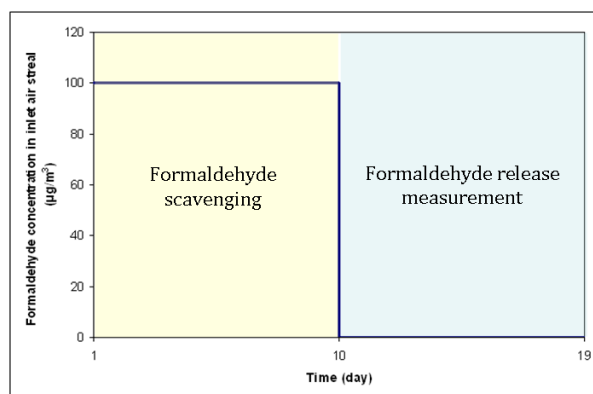 Formaldehyde concentration in inlet air streal
(µg/m³)
120
100
80
60
40
20
0
Formaldehyde
scavenging
Formaldehyde release
measurement
1
10
19
Time (day)